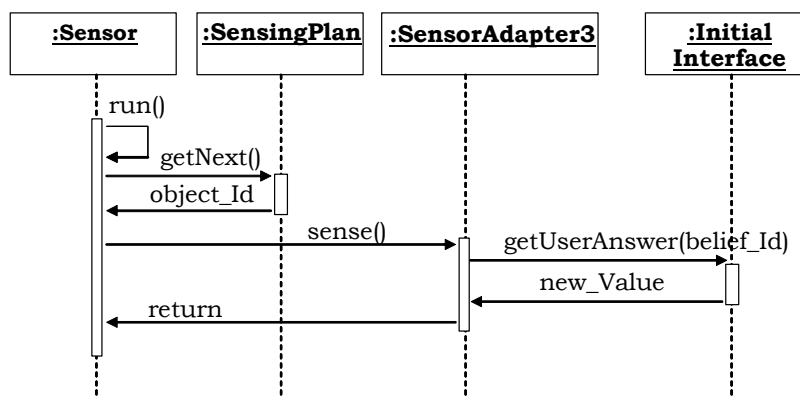 :Sensor
:SensingPlan
:SensorAdapter3
:Initial
Interface
run()
getNext()
object_Id
sense()
getUserAnswer(belief_Id)
new_Value
return